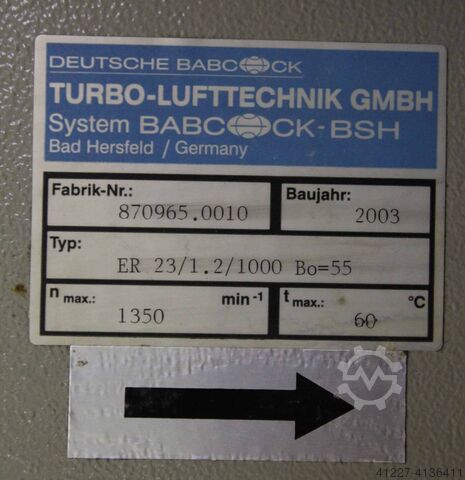 DEUTSCHE BABCOCK
TURBO-LUFTTECHNIK GMBH
System BABCOCK-BSH
Bad Hersfeld / Germany
Fabrik-Nr.: 870965.0010
Baujahr: 2003
Typ: ER 23/1.2/1000 Bo=55
n max.: 1350 min-1
t max.: 60 °C
41227-4136411